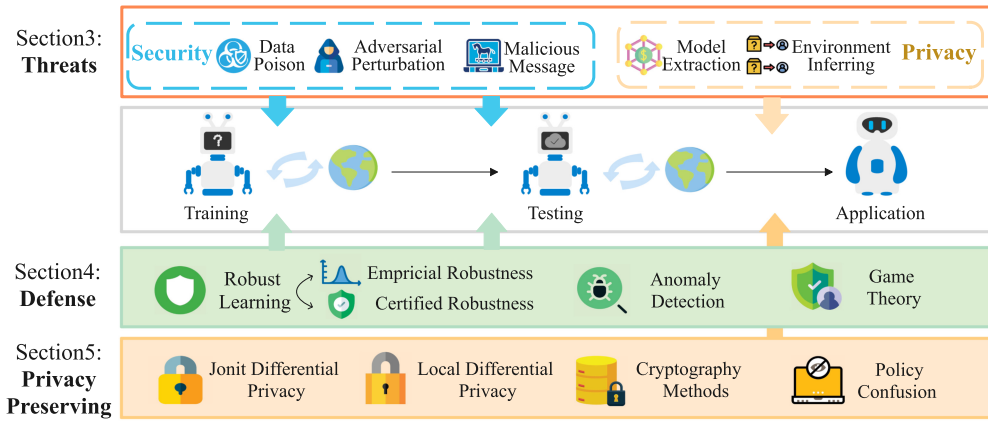 Section3:
Threats
Security
Data
Poison
Adversarial
Perturbation
Malicious
Message
Model
Extraction
? ?
Environment
Inferring
Privacy
?
Training
Testing
Application
Section4:
Defense
Robust
Learning
Empricial Robustness
Certified Robustness
Anomaly
Detection
Game
Theory
Section5:
Privacy
Preserving
Jonit Differential
Privacy
Local Differential
Privacy
Cryptography
Methods
Policy
Confusion